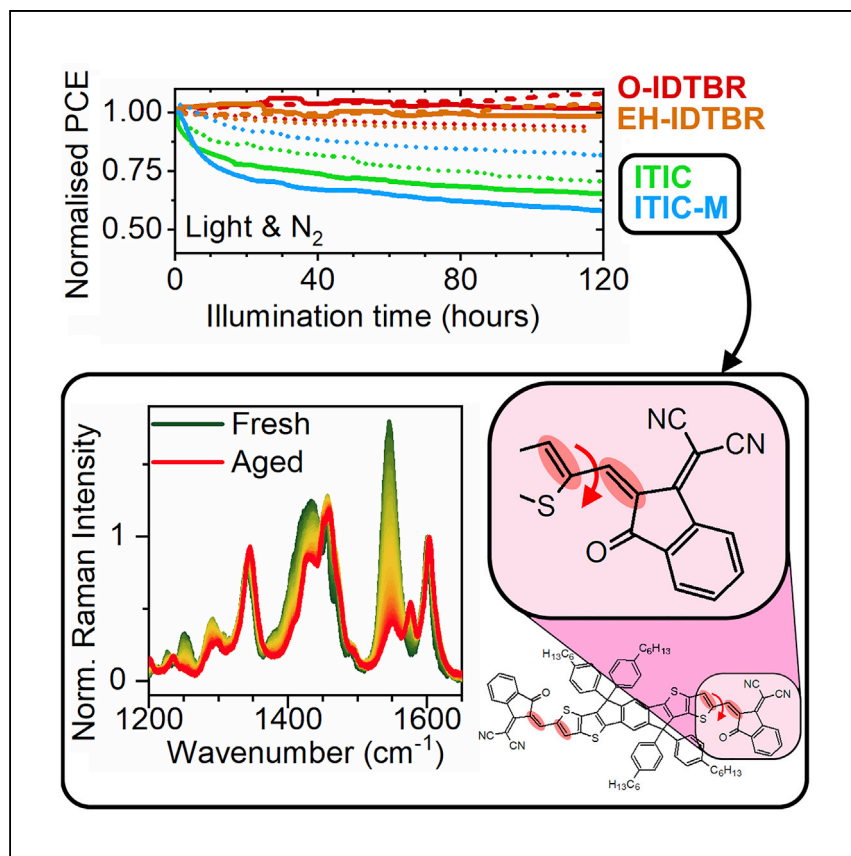 Normalised PCE
1.00
0.75
0.50
Light & N₂
0
40
80
120
Illumination time (hours)
O-IDTBR
EH-IDTBR
ITIC
ITIC-M
Norm. Raman Intensity
1
0
Fresh
Aged
1200
1400
1600
Wavenumber (cm⁻¹)
CN
CN
S
O
H₁₃C₆
C₆H₁₃
O
NC
CN
S
S
S
S
CN
CN
O
H₁₃C₆
C₆H₁₃